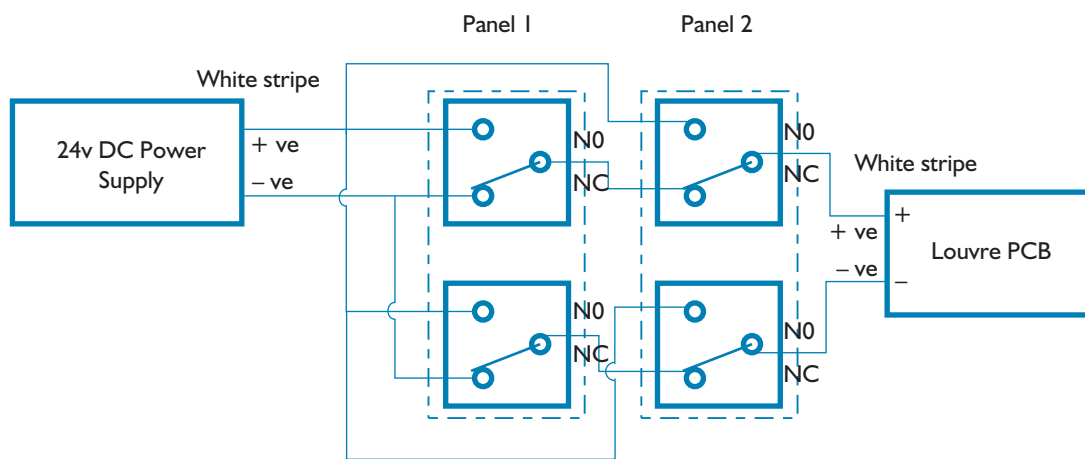 Panel 1
Panel 2
White stripe
24v DC Power
Supply
+ ve
– ve
N0
NC
N0
NC
White stripe
+
+ ve
– ve
–
Louvre PCB
N0
NC
N0
NC